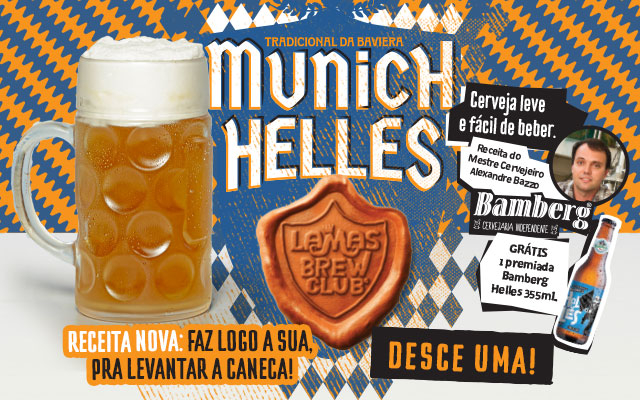 TRADICIONAL DA BAVIERA
MUNICH
HELLES
Cerveja leve
e fácil de beber.
Receita do
Mestre Cervejeiro
Alexandre Bazzo
Bamberg
CERVEJARIA INDEPENDENTE
GRÁTIS
1 premiada
Bamberg
Helles 355mL
LAMAS
BREW
CLUB
RECEITA NOVA: FAZ LOGO A SUA,
PRA LEVANTAR A CANECA!
DESCE UMA!